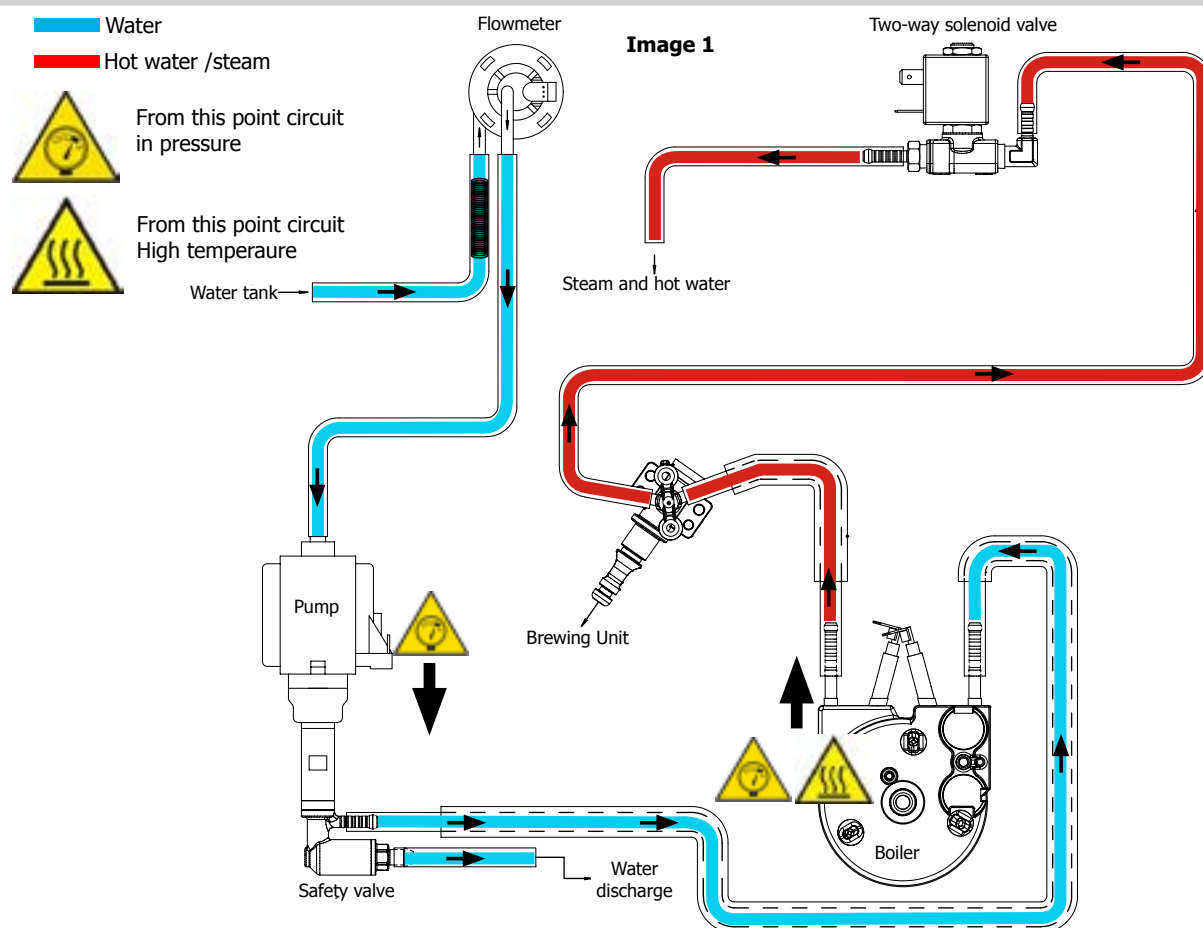 Water
Hot water /steam
From this point circuit
in pressure
From this point circuit
High temperaure
Flowmeter
Image 1
Two-way solenoid valve
Water tank
Steam and hot water
Pump
Brewing Unit
Boiler
Safety valve
Water
discharge